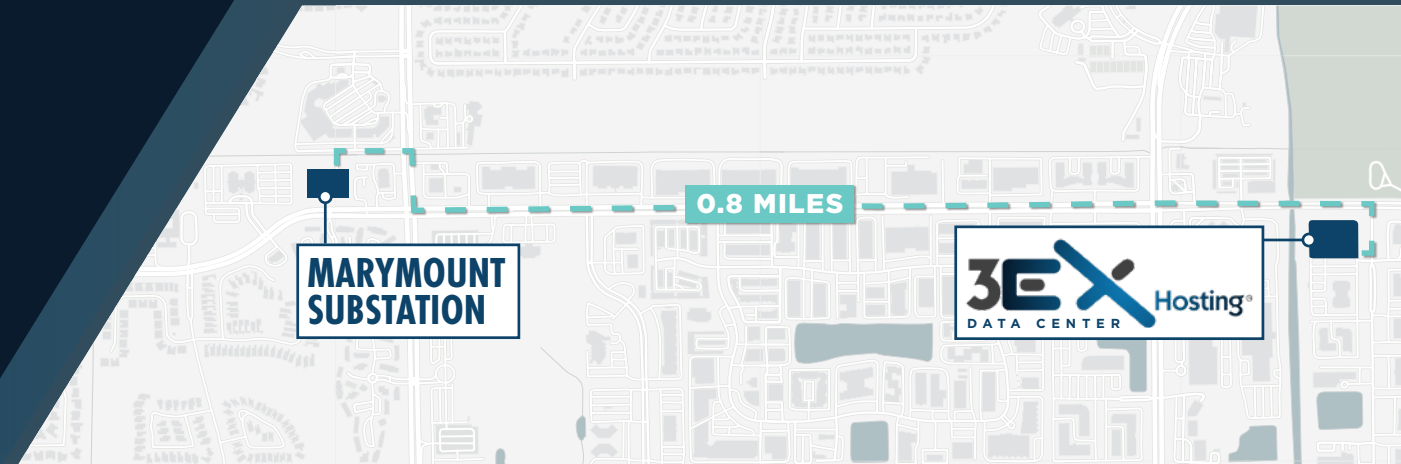 0.8 MILES
MARYMOUNT
SUBSTATION
3EX Hosting®
DATA CENTER